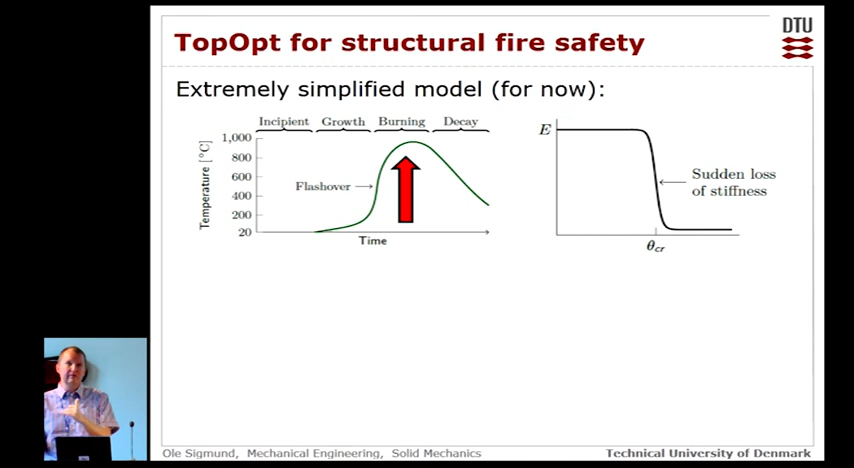 DTU
TopOpt for structural fire safety
Extremely simplified model (for now):
Incipient Growth Burning Decay
1,000
800
600
400
200
20
Temperature [°C]
Flashover
Time
E
Sudden loss
of stiffness
θcr
Ole Sigmund, Mechanical Engineering, Solid Mechanics
Technical University of Denmark